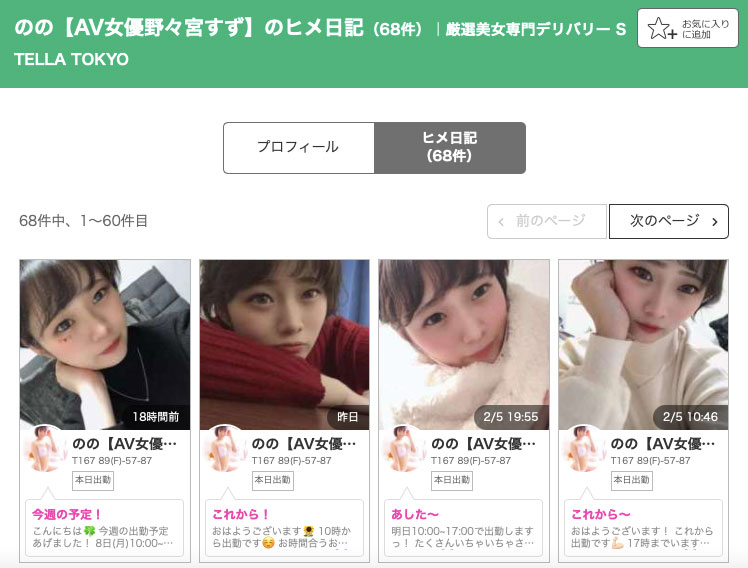 のの【AV女優野々宮すず】のヒメ日記（68件）｜厳選美女専門デリバリー S
TELLA TOKYO
お気に入り
に追加
プロフィール
ヒメ日記
（68件）
68件中、1〜60件目
前のページ
次のページ
18時間前
のの【AV女優…
T167 89(F)-57-87
本日出勤
今週の予定！
こんにちは🍀 今週の出勤予定
あげました！ 8日(月)10:00~…
昨日
のの【AV女優…
T167 89(F)-57-87
本日出勤
これから！
おはようございます🌻 10時か
ら出勤です😊 お時間合うお…
2/5 19:55
のの【AV女優…
T167 89(F)-57-87
本日出勤
あした〜
明日10:00~17:00で出勤します
っ！ たくさんいちゃいちゃさ…
2/5 10:46
のの【AV女優…
T167 89(F)-57-87
本日出勤
これから〜
おはようございます！ これから
出勤です💪🏻 17時までいます…